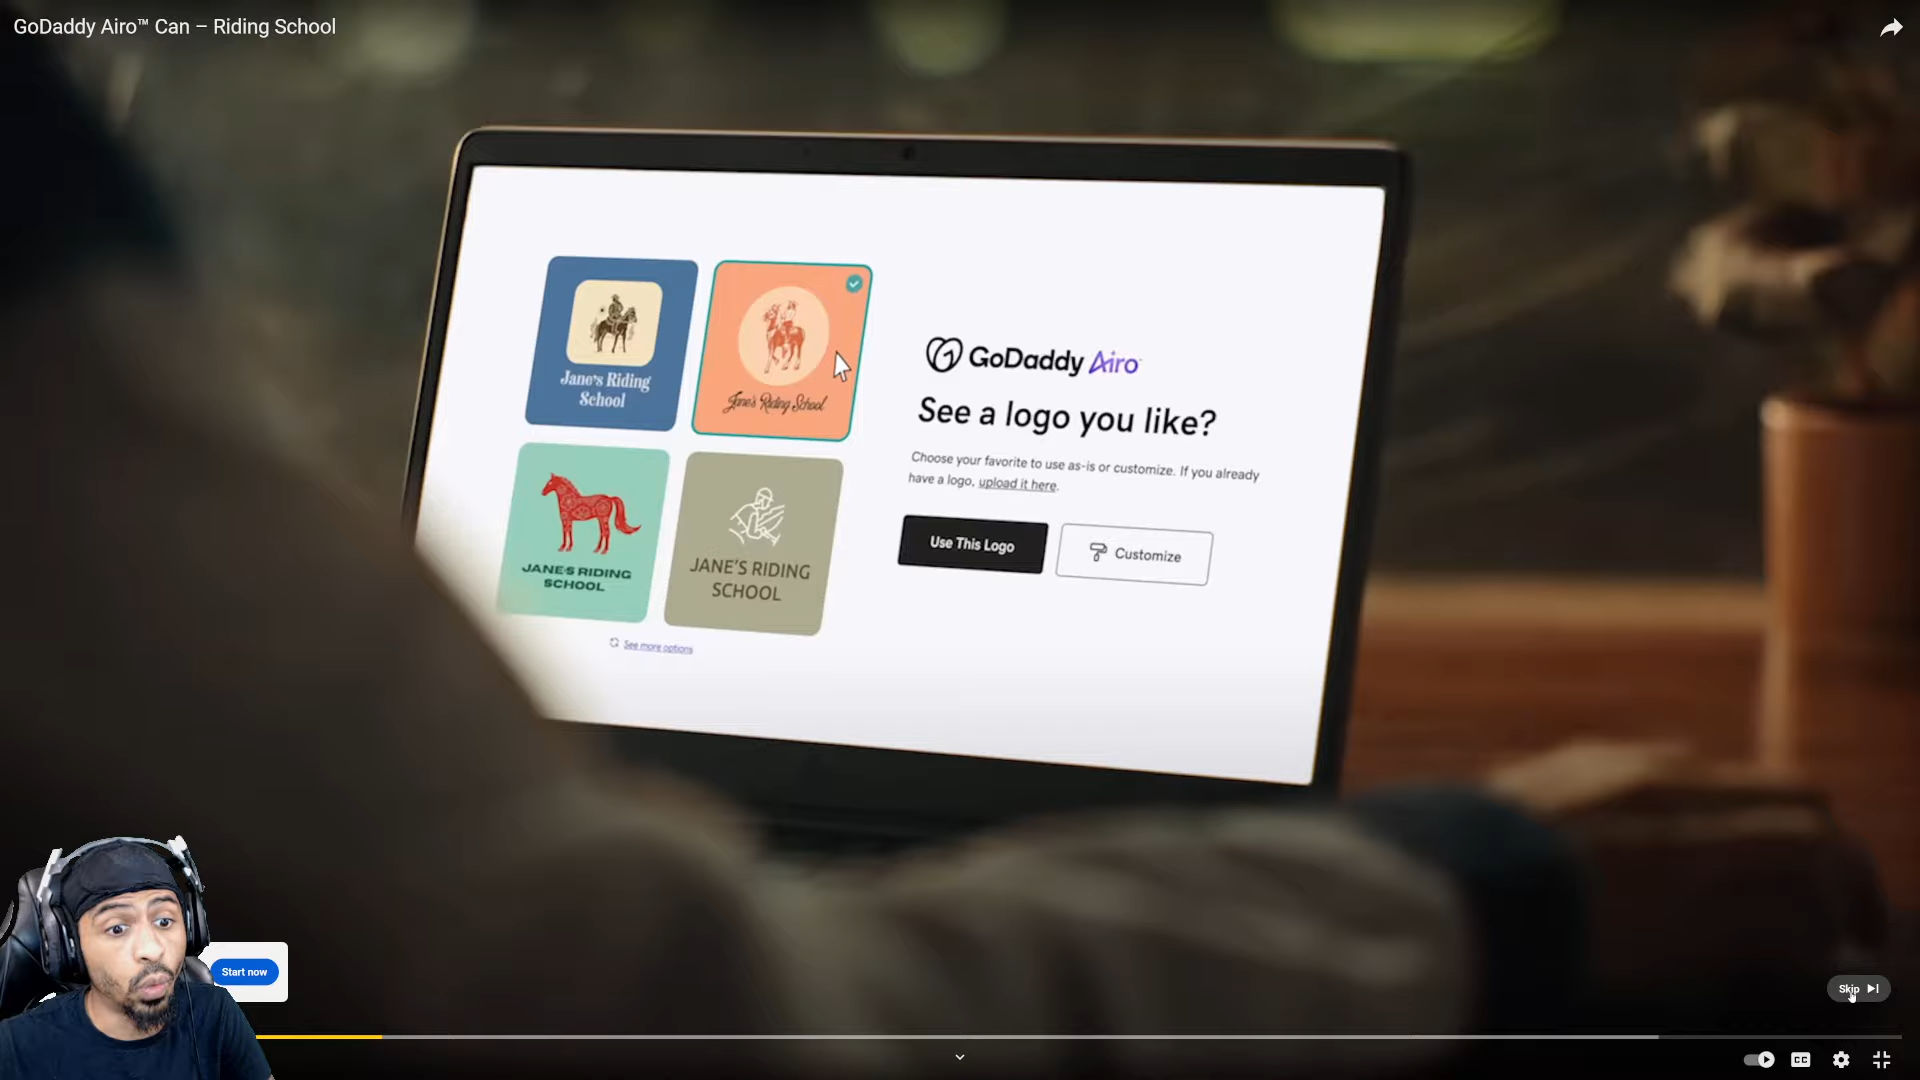 GoDaddy Airo™ Can – Riding School
Jane's Riding
School
Jane's Riding School
JANE'S RIDING
SCHOOL
JANE'S RIDING
SCHOOL
See more options
GoDaddy Airo
See a logo you like?
Choose your favorite to use as-is or customize. If you already
have a logo, upload it here.
Use This Logo
Customize
Start now
Skip
CC